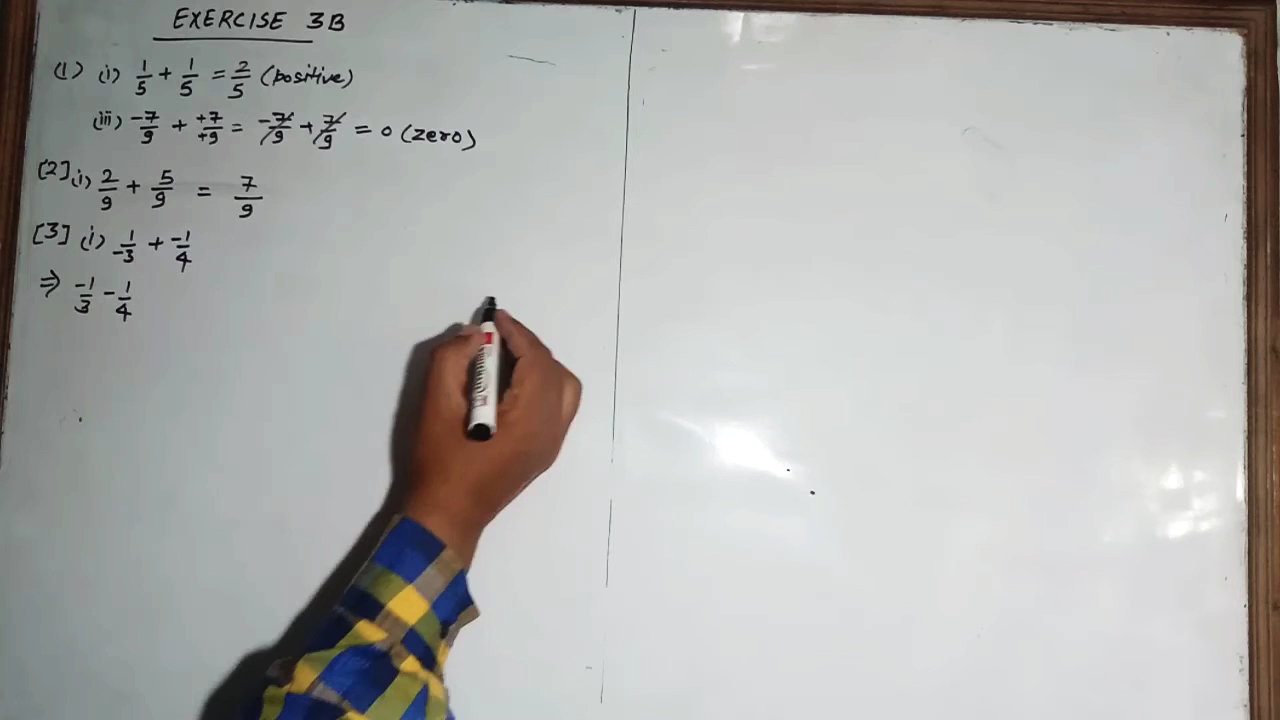 EXERCISE 3B
(1) (i) 1/5 + 1/5 = 2/5 (positive)
(iii) -7/9 + +7/+9 = -7/9 + 7/9 = 0 (zero)
[2] (i) 2/9 + 5/9 = 7/9
[3] (i) 1/-3 + -1/4
⇒ -1/3 - 1/4